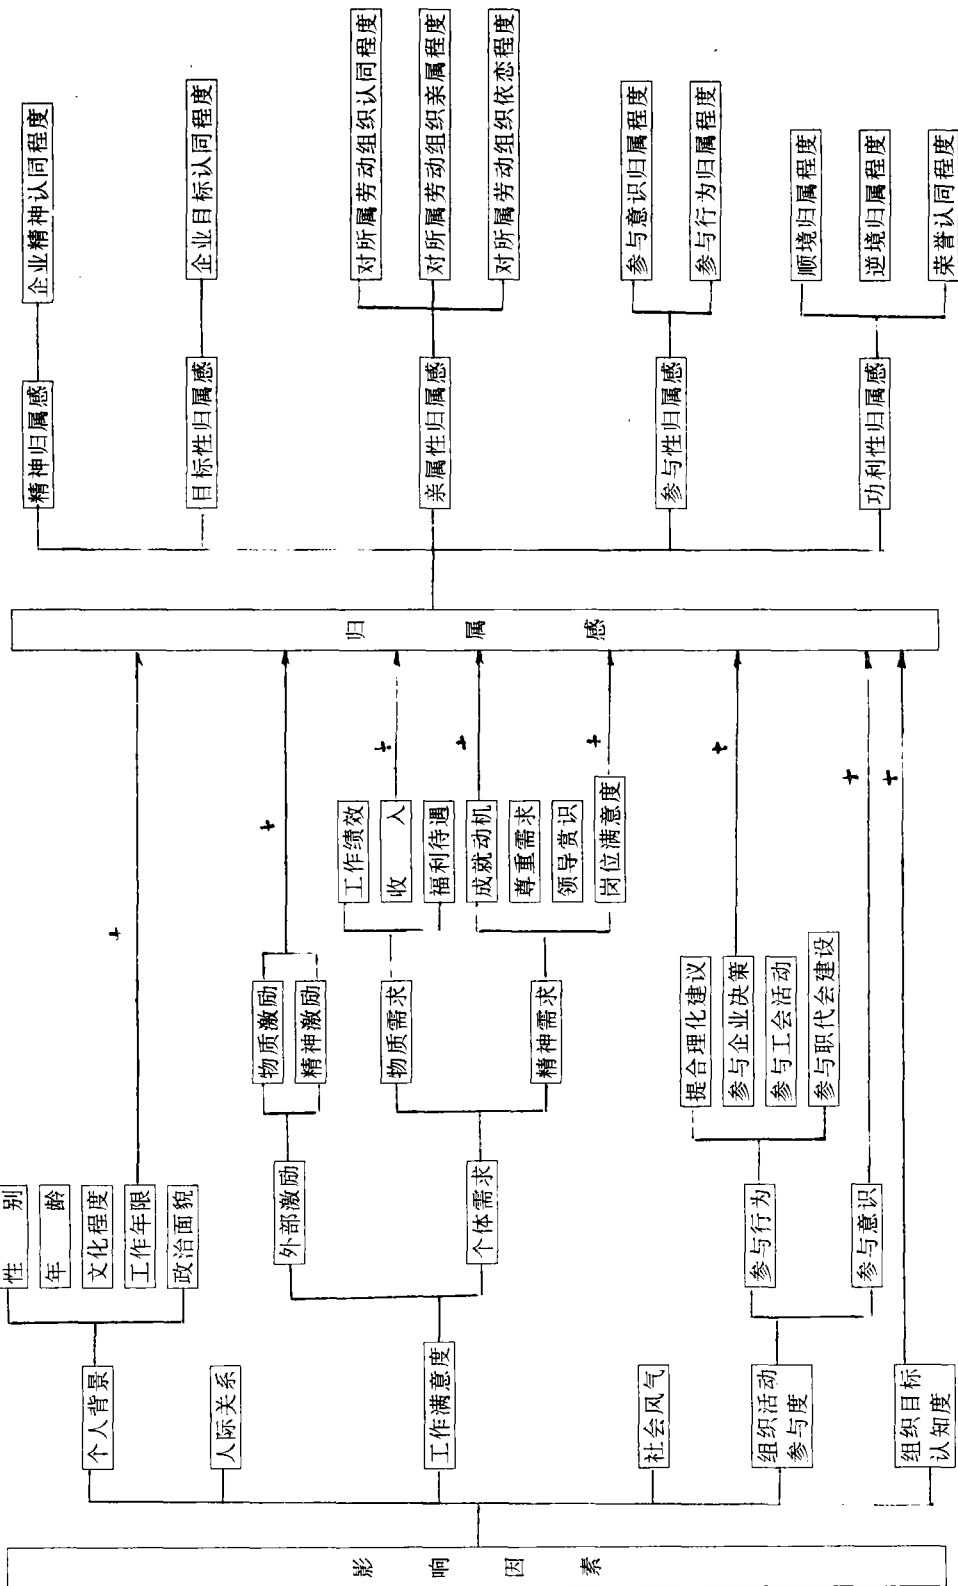 影响因素
个人背景
人际关系
工作满意度
社会风气
组织活动
参与度
组织目标
认知度
性别
年龄
文化程度
工作年限
政治面貌
外部激励
个体需求
参与行为
参与意识
物质激励
精神激励
物质需求
精神需求
提合理化建议
参与企业决策
参与工会活动
参与职代会建设
工作绩效
收入
福利待遇
成就动机
尊重需求
领导赏识
岗位满意度
+
+
+
+
+
+
+
+
归属感
精神归属感
目标性归属感
亲属性归属感
参与性归属感
功利性归属感
企业精神认同程度
企业目标认同程度
对所属劳动组织认同程度
对所属劳动组织亲属程度
对所属劳动组织依恋程度
参与意识归属程度
参与行为归属程度
顺境归属程度
逆境归属程度
荣誉认同程度